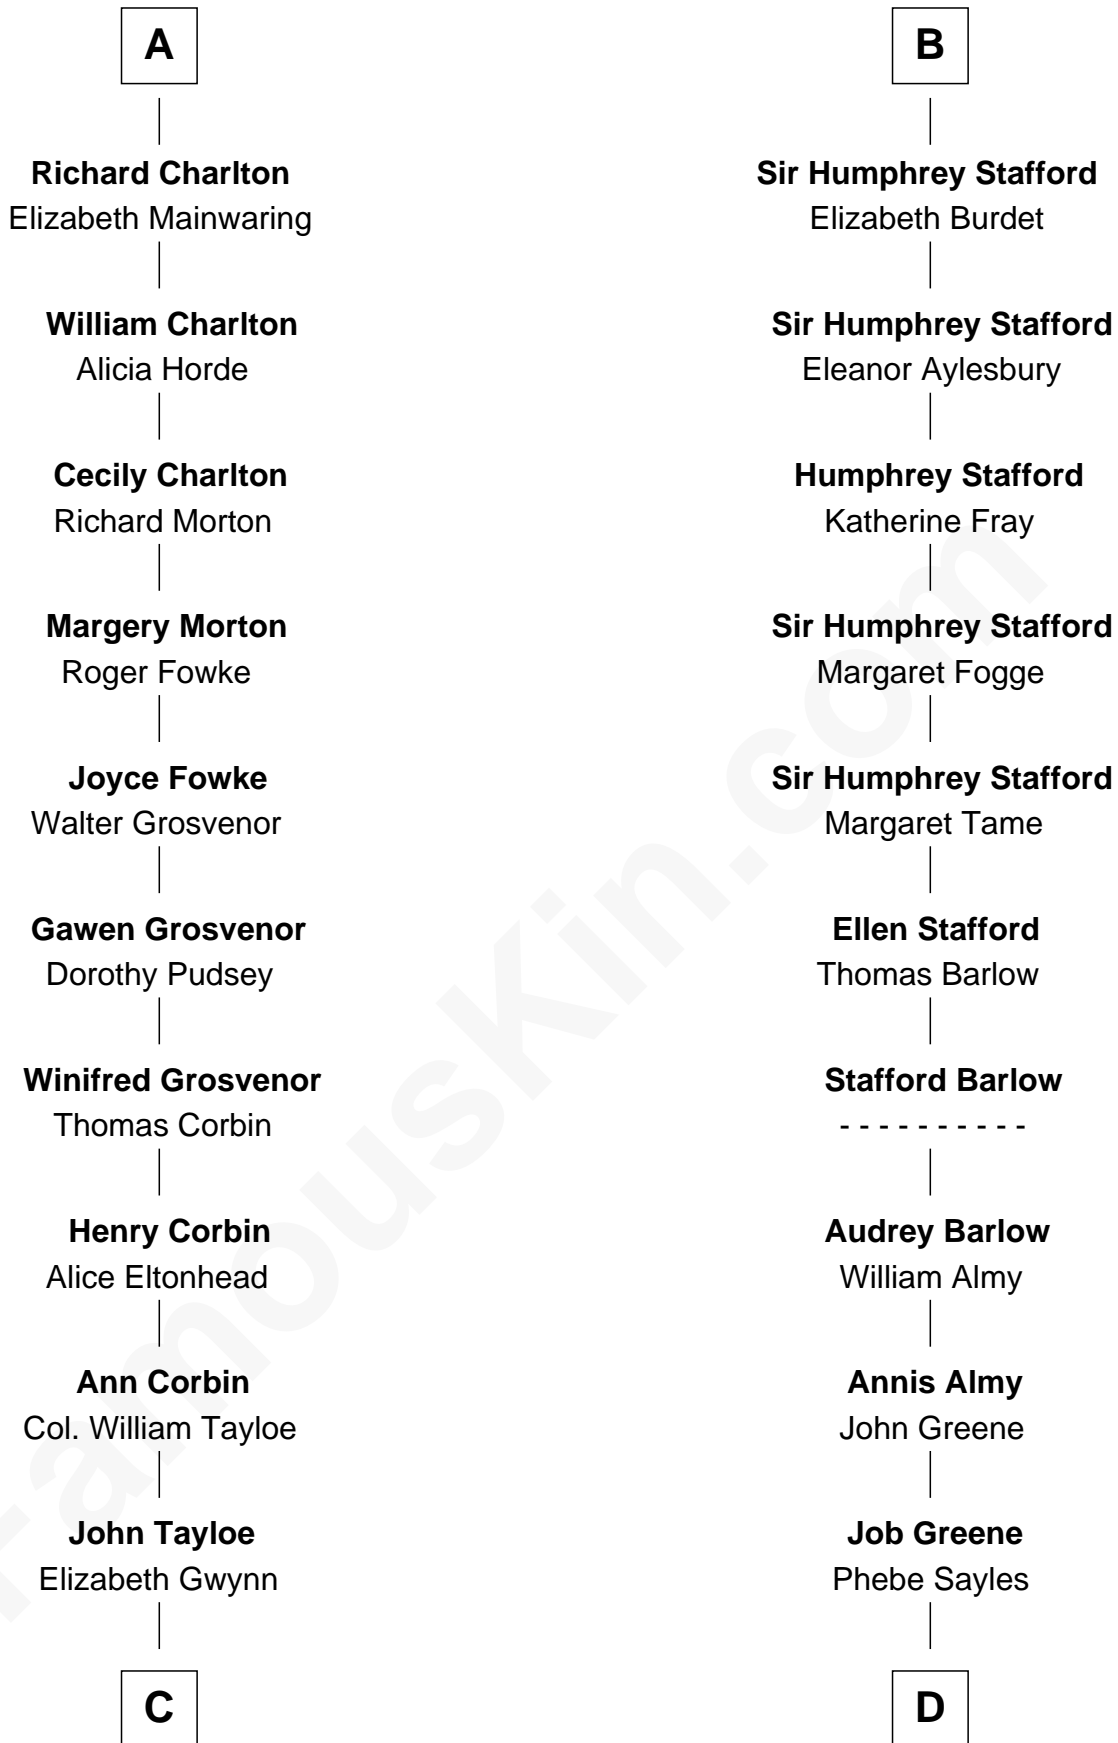 A
Richard Charlton
Elizabeth Mainwaring
William Charlton
Alicia Horde
Cecily Charlton
Richard Morton
Margery Morton
Roger Fowke
Joyce Fowke
Walter Grosvenor
Gawen Grosvenor
Dorothy Pudsey
Winifred Grosvenor
Thomas Corbin
Henry Corbin
Alice Eltonhead
Ann Corbin
Col. William Tayloe
John Tayloe
Elizabeth Gwynn
C
B
Sir Humphrey Stafford
Elizabeth Burdet
Sir Humphrey Stafford
Eleanor Aylesbury
Humphrey Stafford
Katherine Fray
Sir Humphrey Stafford
Margaret Fogge
Sir Humphrey Stafford
Margaret Tame
Ellen Stafford
Thomas Barlow
Stafford Barlow
- - - - - - - - - -
Audrey Barlow
William Almy
Annis Almy
John Greene
Job Greene
Phebe Sayles
D
FamousKin.com